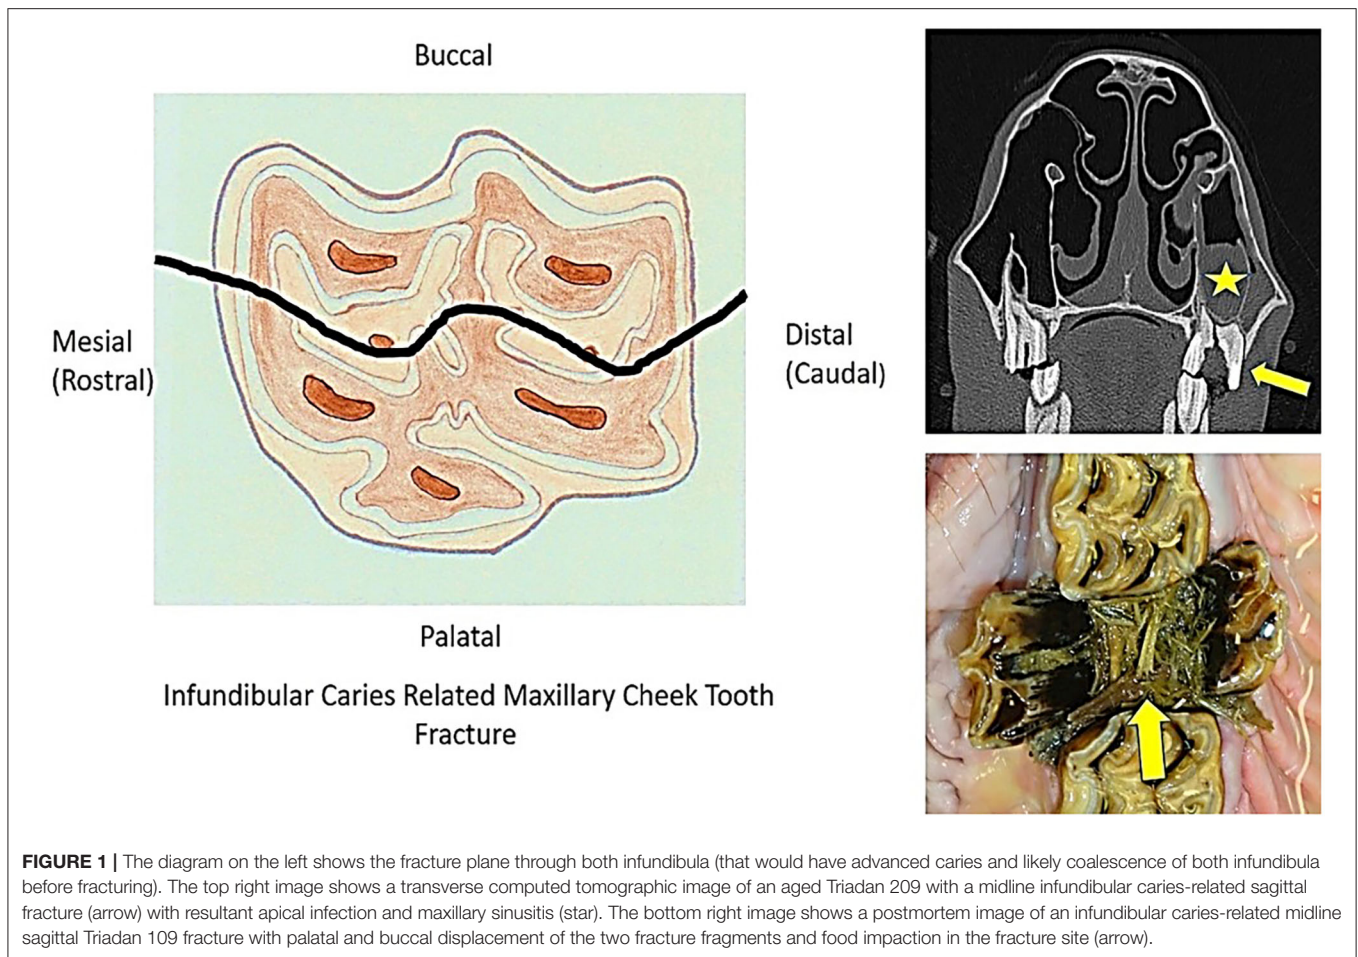 Buccal
Mesial
(Rostral)
Distal
(Caudal)
Palatal
Infundibular Caries Related Maxillary Cheek Tooth
Fracture
FIGURE 1 | The diagram on the left shows the fracture plane through both infundibula (that would have advanced caries and likely coalescence of both infundibula
before fracturing). The top right image shows a transverse computed tomographic image of an aged Triadan 209 with a midline infundibular caries-related sagittal
fracture (arrow) with resultant apical infection and maxillary sinusitis (star). The bottom right image shows a postmortem image of an infundibular caries-related midline
sagittal Triadan 109 fracture with palatal and buccal displacement of the two fracture fragments and food impaction in the fracture site (arrow).